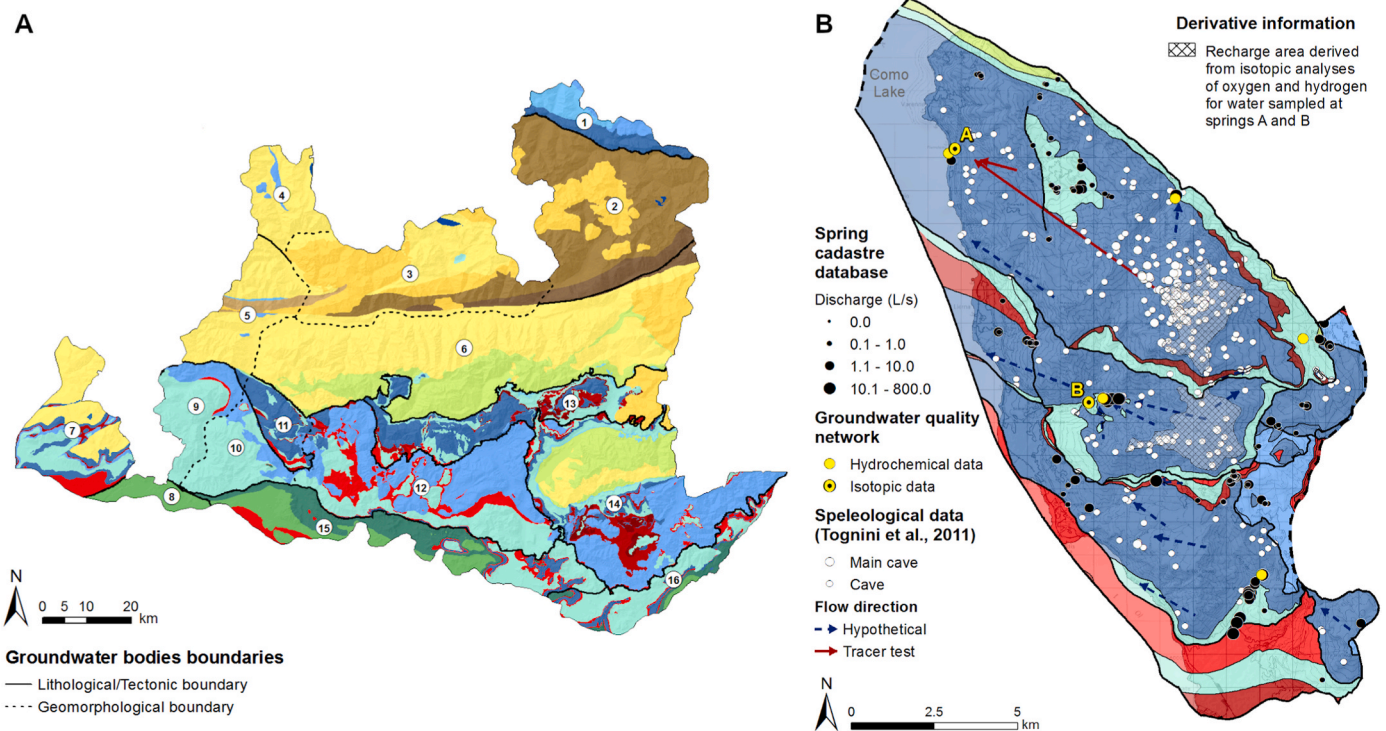 A
1
2
3
4
5
6
7
8
9
10
11
12
13
14
15
16
N
0 5 10 20
km
Groundwater bodies boundaries
Lithological/Tectonic boundary
Geomorphological boundary
B
Como
Lake
A
B
Derivative information
Recharge area derived
from isotopic analyses
of oxygen and hydrogen
for water sampled at
springs A and B
Spring
cadastre
database
Discharge (L/s)
0.0
0.1 - 1.0
1.1 - 10.0
10.1 - 800.0
Groundwater quality
network
Hydrochemical data
Isotopic data
Speleological data
(Tognini et al., 2011)
Main cave
Cave
Flow direction
Hypothetical
Tracer test
N
0 2.5 5
km